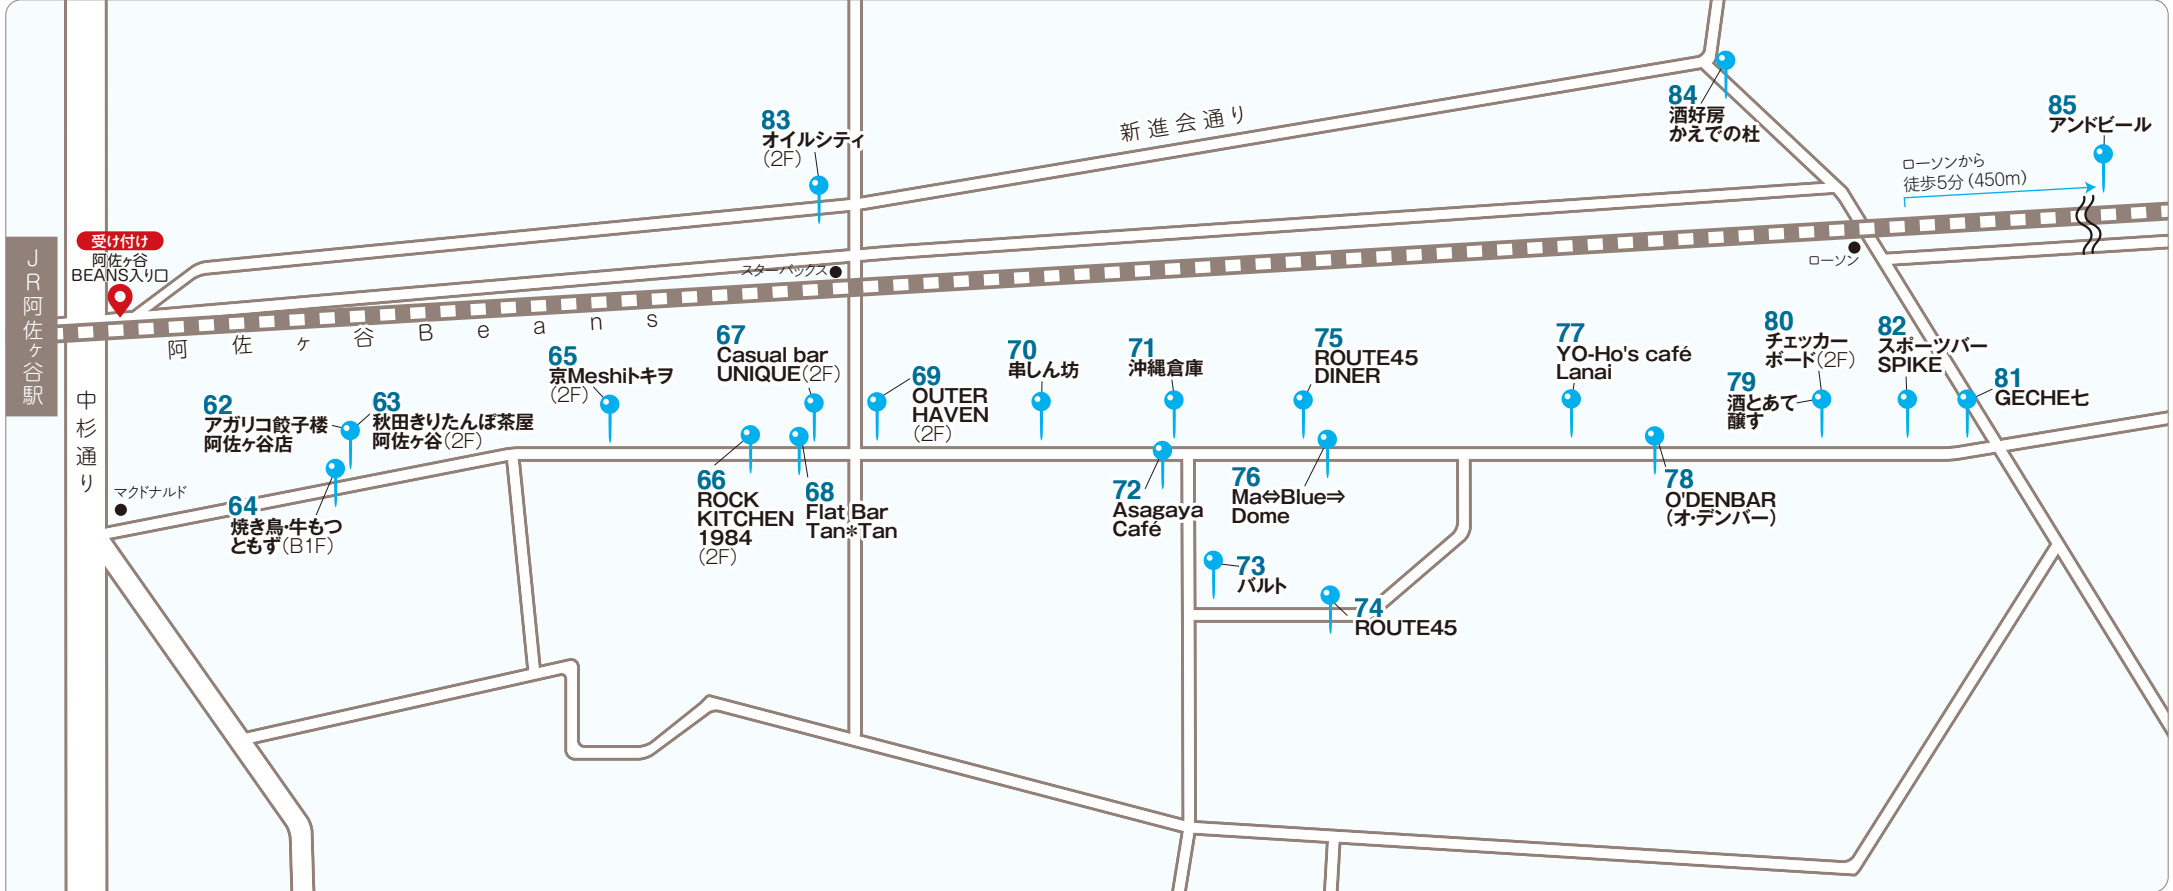 JR阿佐ヶ谷駅
受け付け
阿佐ヶ谷
BEANS入り口
中杉通り
マクドナルド
阿佐ヶ谷Beans
スターバックス
新進会通り
ローソン
ローソンから
徒歩5分(450m)
62
アガリコ餃子楼
阿佐ヶ谷店
63
秋田きりたんぽ茶屋
阿佐ヶ谷(2F)
64
焼き鳥・牛もつ
ともず(B1F)
65
京Meshiトキヲ
(2F)
66
ROCK
KITCHEN
1984
(2F)
67
Casual bar
UNIQUE(2F)
68
Flat Bar
Tan*Tan
69
OUTER
HAVEN
(2F)
70
串しん坊
71
沖縄倉庫
72
Asagaya
Café
73
バルト
74
ROUTE45
75
ROUTE45
DINER
76
Ma⇔Blue⇒
Dome
77
YO-Ho's café
Lanai
78
O'DENBAR
(オ・デンバー)
79
酒とあて
醸す
80
チェッカー
ボード(2F)
81
GECHE七
82
スポーツバー
SPIKE
83
オイルシティ
(2F)
84
酒好房
かえでの杜
85
アンドビール